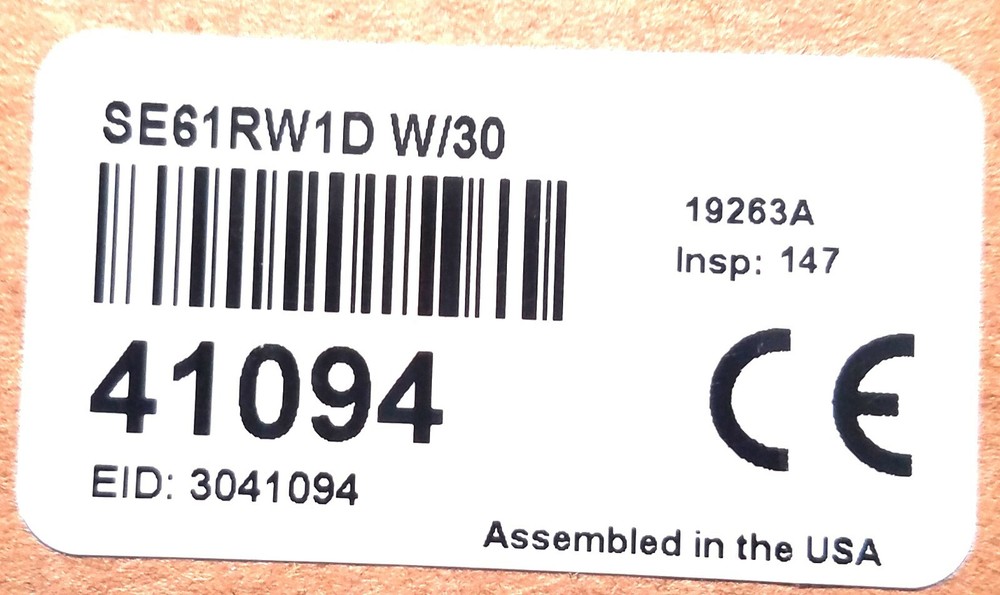 SE61RW1D W/30
19263A
Insp: 147
41094
CE
EID: 3041094
Assembled in the USA